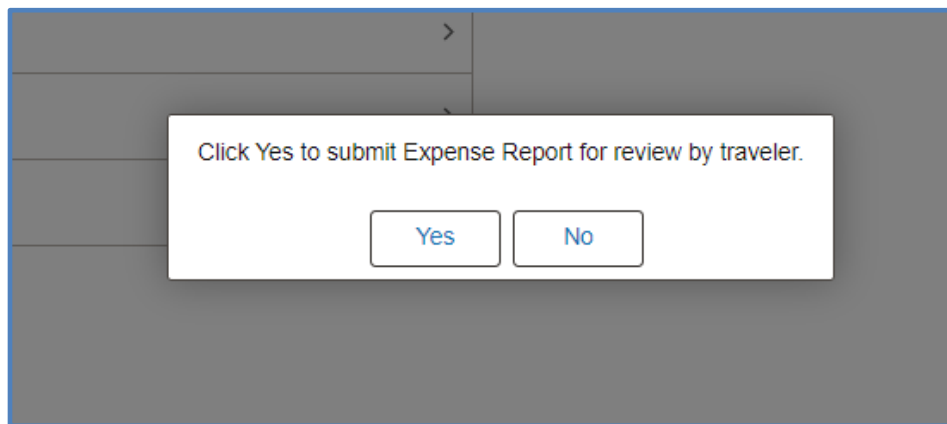 Click Yes to submit Expense Report for review by traveler.
Yes No